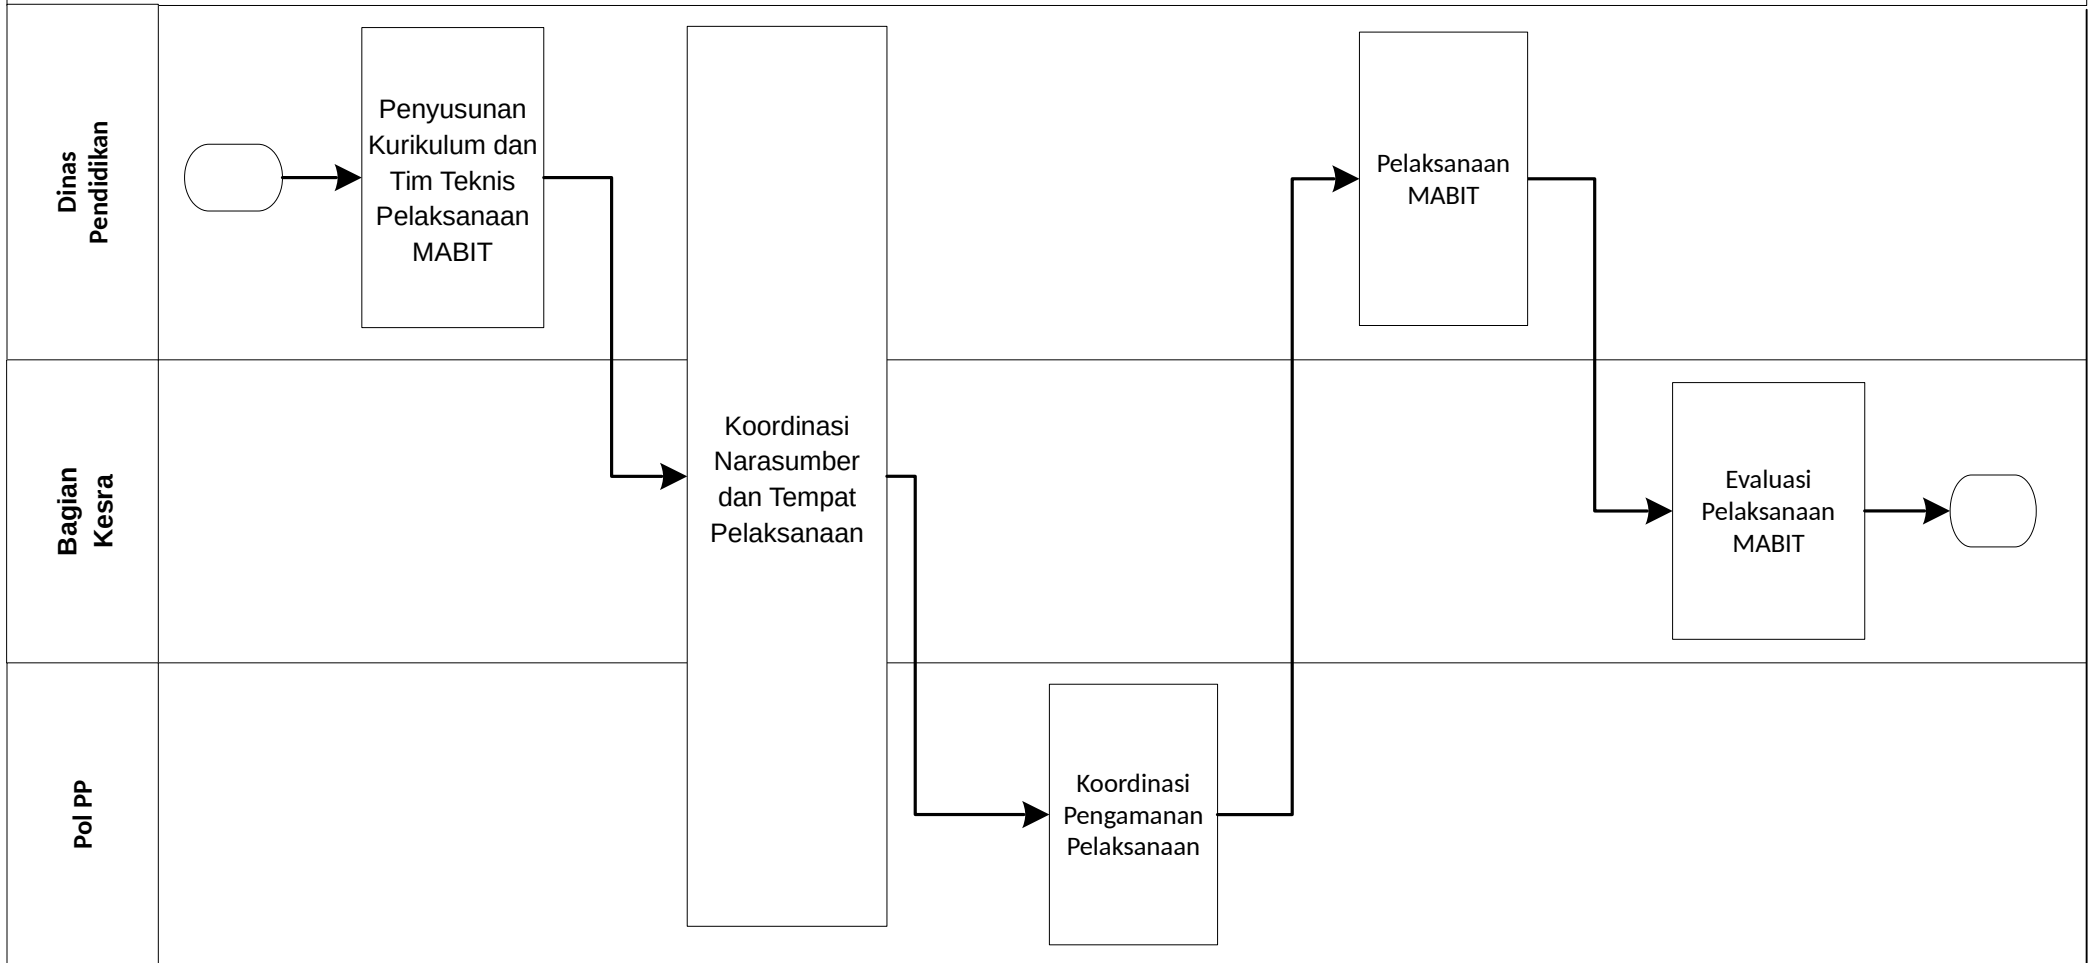 Dinas
Pendidikan
Penyusunan
Kurikulum dan
Tim Teknis
Pelaksanaan
MABIT
Pelaksanaan
MABIT
Bagian
Kesra
Koordinasi
Narasumber
dan Tempat
Pelaksanaan
Evaluasi
Pelaksanaan
MABIT
Pol PP
Koordinasi
Pengamanan
Pelaksanaan